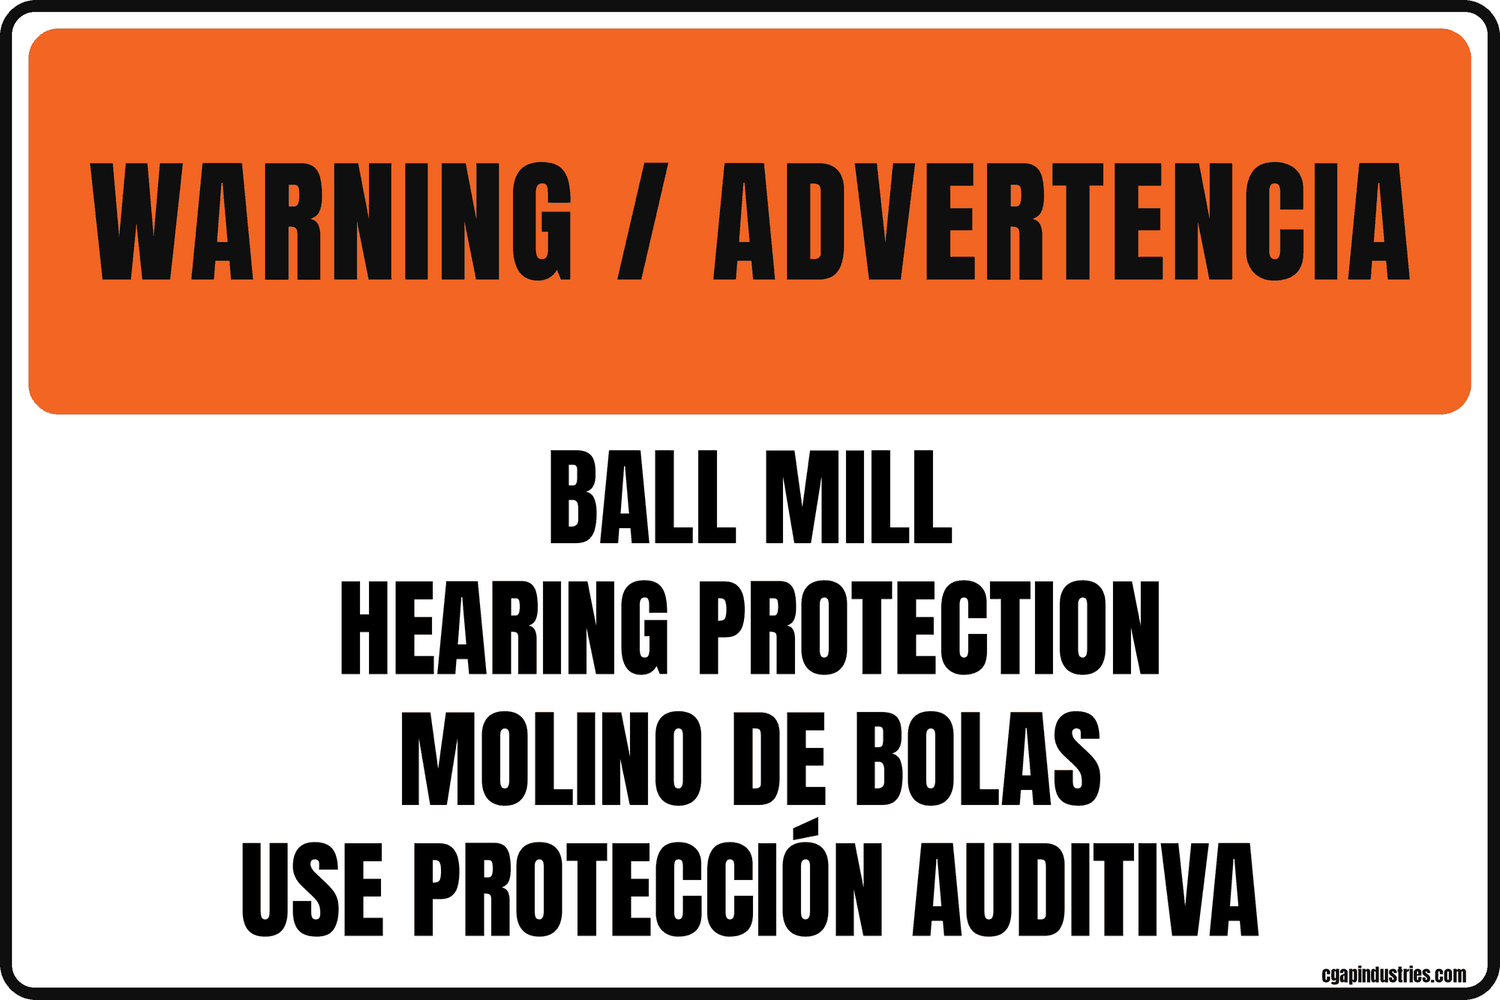 WARNING / ADVERTENCIA
BALL MILL
HEARING PROTECTION
MOLINO DE BOLAS
USE PROTECCIÓN AUDITIVA
cgapindustries.com